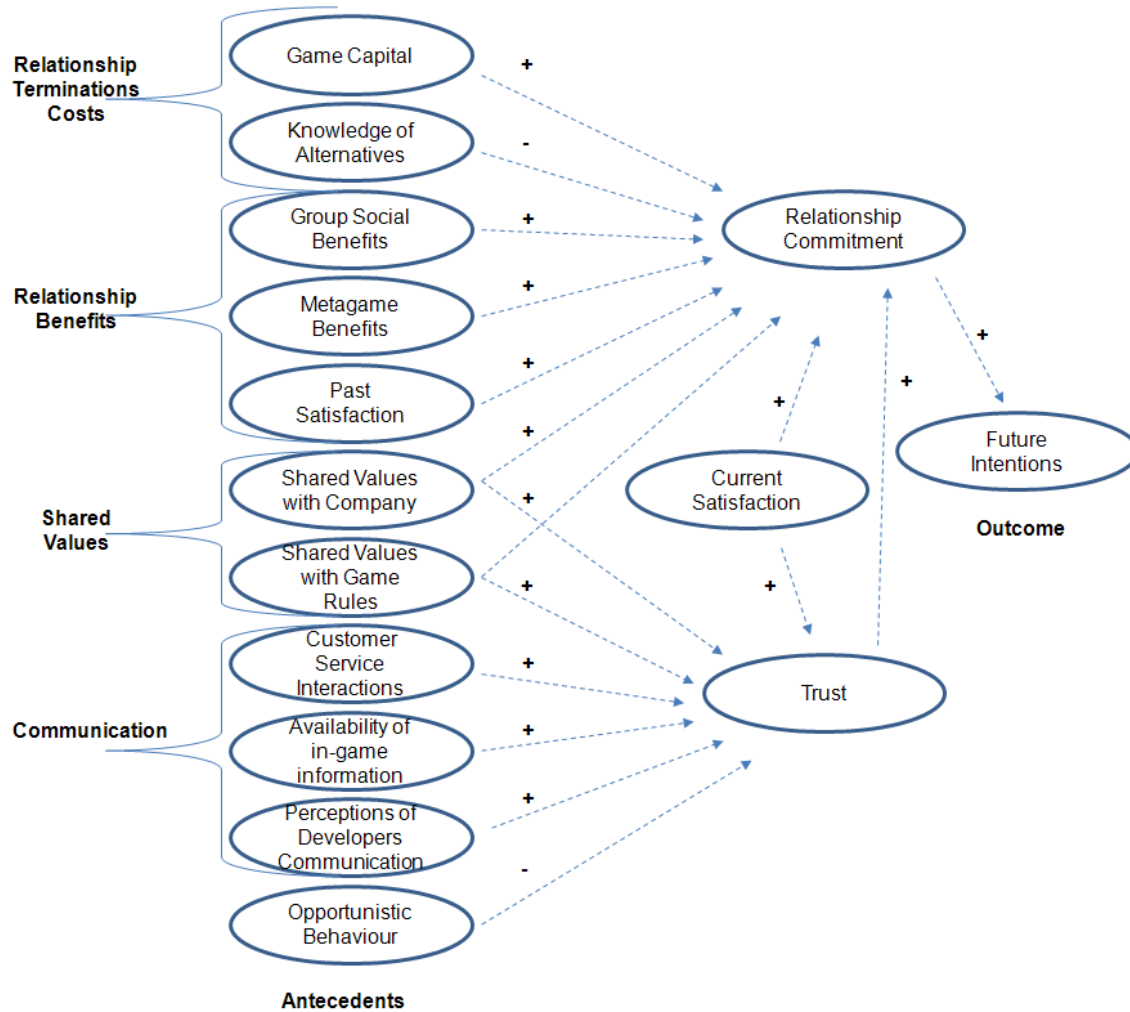 Relationship
Terminations
Costs
Game Capital
+
Knowledge of
Alternatives
-
Relationship
Benefits
Group Social
Benefits
+
Metagame
Benefits
+
Past
Satisfaction
+
Shared
Values
Shared Values
with Company
+
+
Shared Values
with Game
Rules
+
Communication
Customer
Service
Interactions
+
Availability of
in-game
information
+
Perceptions of
Developers
Communication
+
Opportunistic
Behaviour
-
Antecedents
Relationship
Commitment
+
+
+
Current
Satisfaction
+
Trust
Future
Intentions
Outcome